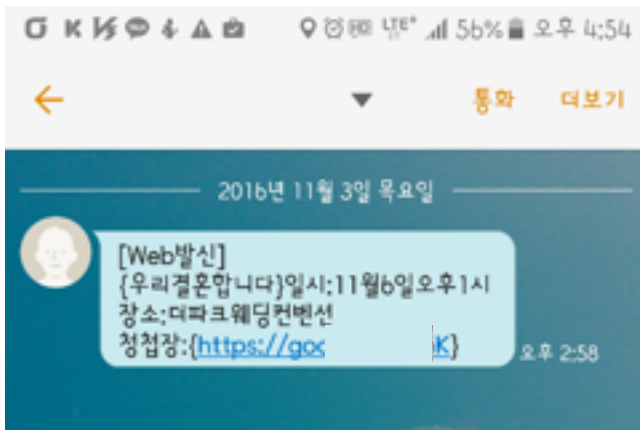 56% 오후 4:54
통화 더보기
2016년 11월 3일 목요일
[Web발신]
{우리결혼합니다}일시:11월6일오후1시
장소:더파크웨딩컨벤션
청첩장:{https://goo K}
오후 2:58